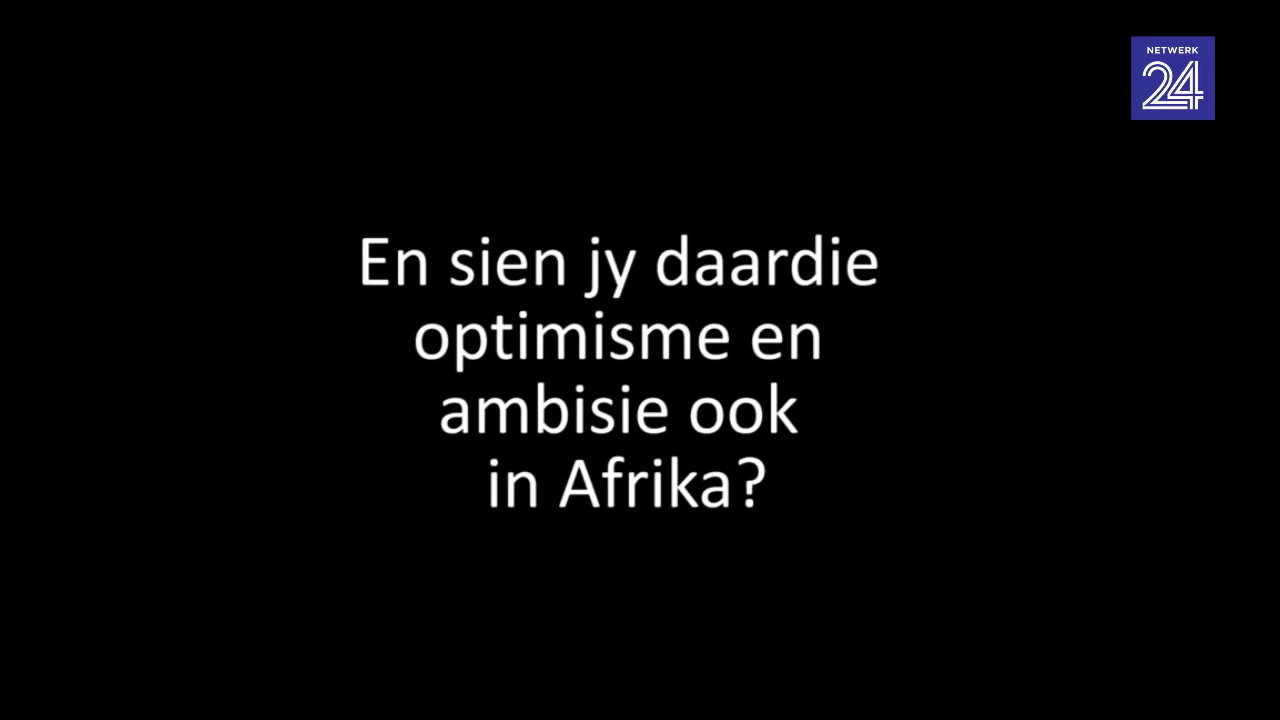 NETWERK
24
En sien jy daardie
optimisme en
ambisie ook
in Afrika?